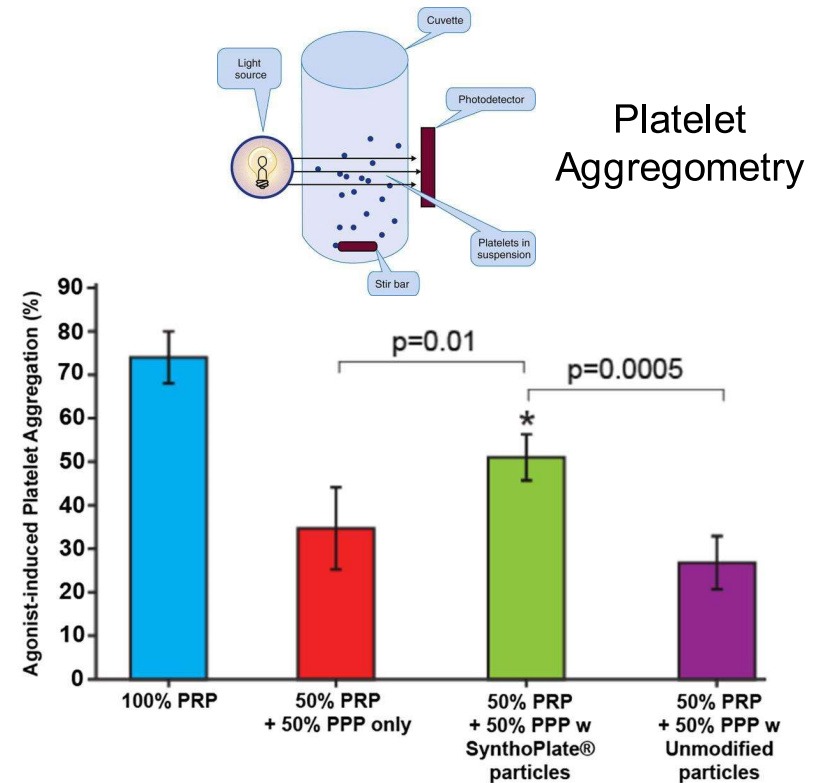 Cuvette
Light
source
Photodetector
Platelet
Aggregometry
Platelets in
suspension
Stir bar
Agonist-induced Platelet Aggregation (%)
90
80
70
60
50
40
30
20
10
0
p=0.01
p=0.0005
*
100% PRP
50% PRP
+ 50% PPP only
50% PRP
+ 50% PPP w
SynthoPlate®
particles
50% PRP
+ 50% PPP w
Unmodified
particles